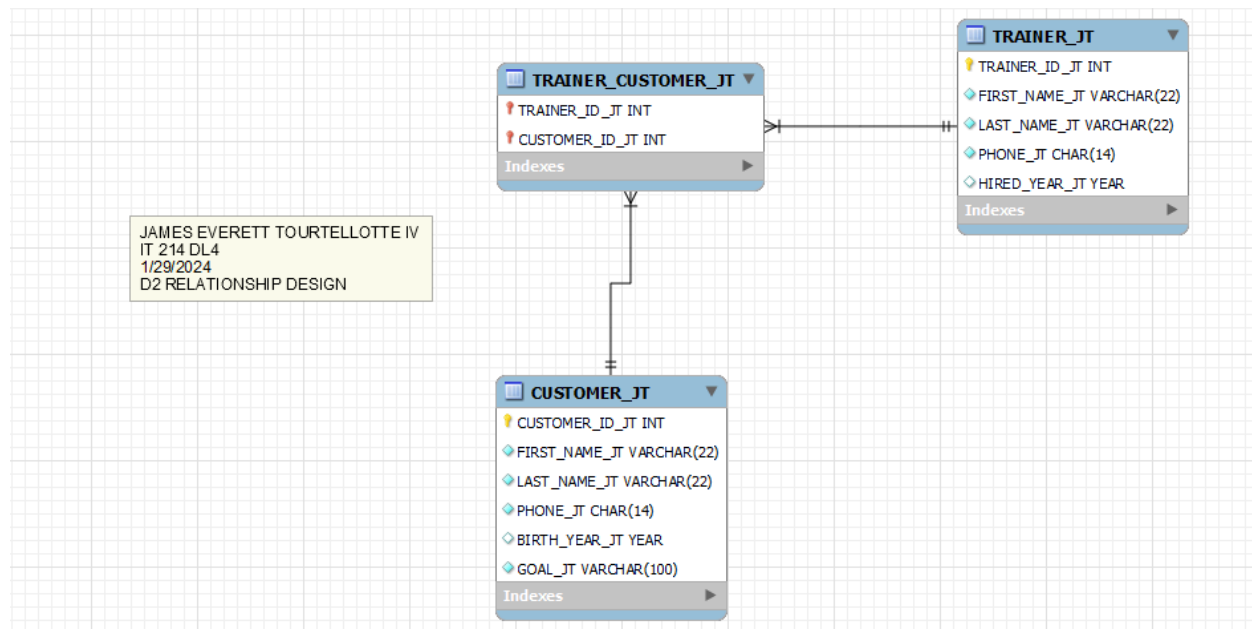 TRAINER_JT
TRAINER_ID_JT INT
FIRST_NAME_JT VARCHAR(22)
LAST_NAME_JT VARCHAR(22)
PHONE_JT CHAR(14)
HIRED_YEAR_JT YEAR
Indexes
TRAINER_CUSTOMER_JT
TRAINER_ID_JT INT
CUSTOMER_ID_JT INT
Indexes
JAMES EVERETT TOURTELLOTTE IV
IT 214 DL4
1/29/2024
D2 RELATIONSHIP DESIGN
CUSTOMER_JT
CUSTOMER_ID_JT INT
FIRST_NAME_JT VARCHAR(22)
LAST_NAME_JT VARCHAR(22)
PHONE_JT CHAR(14)
BIRTH_YEAR_JT YEAR
GOAL_JT VARCHAR(100)
Indexes